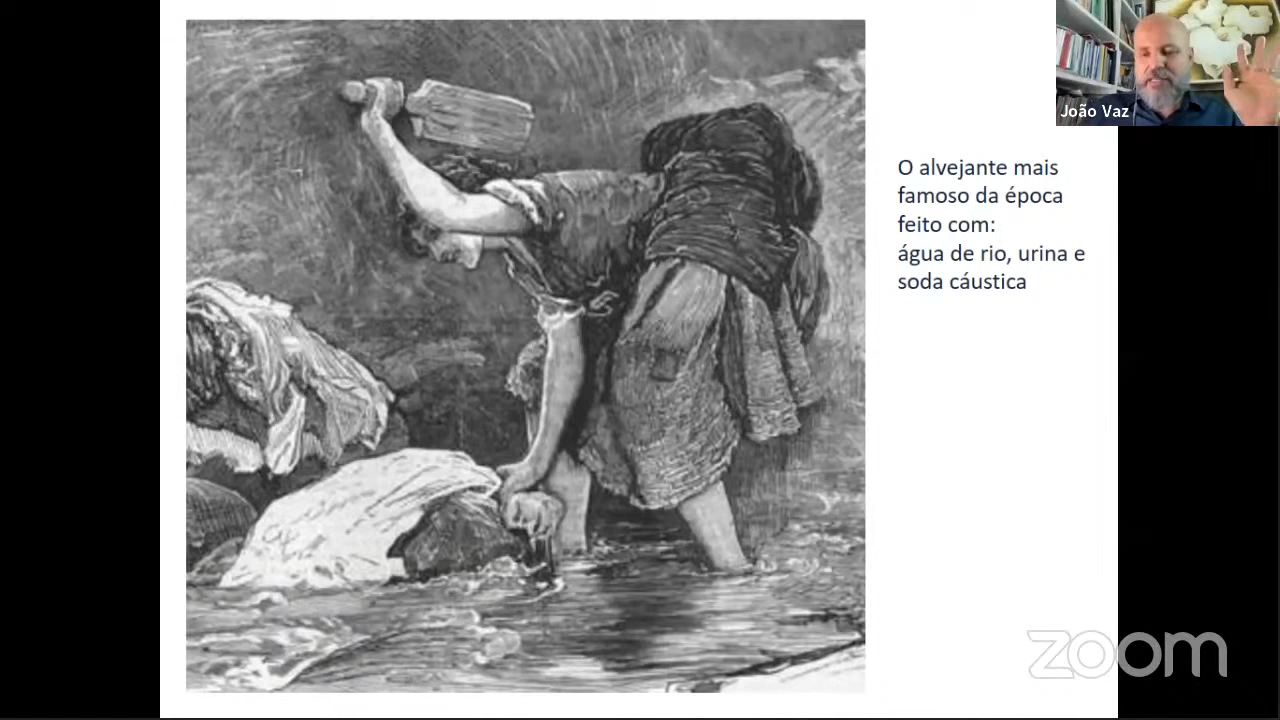 João Vaz
O alvejante mais
famoso da época
feito com:
água de rio, urina e
soda cáustica
zoom